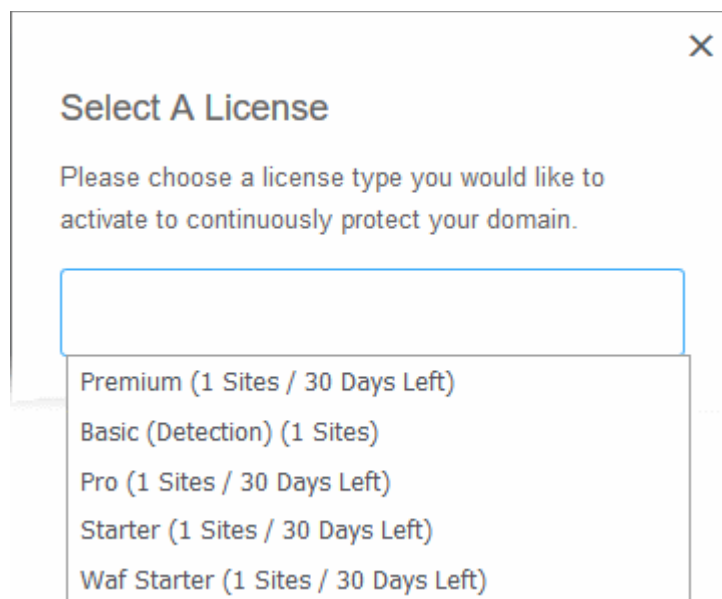 Select A License
Please choose a license type you would like to
activate to continuously protect your domain.
Premium (1 Sites / 30 Days Left)
Basic (Detection) (1 Sites)
Pro (1 Sites / 30 Days Left)
Starter (1 Sites / 30 Days Left)
Waf Starter (1 Sites / 30 Days Left)